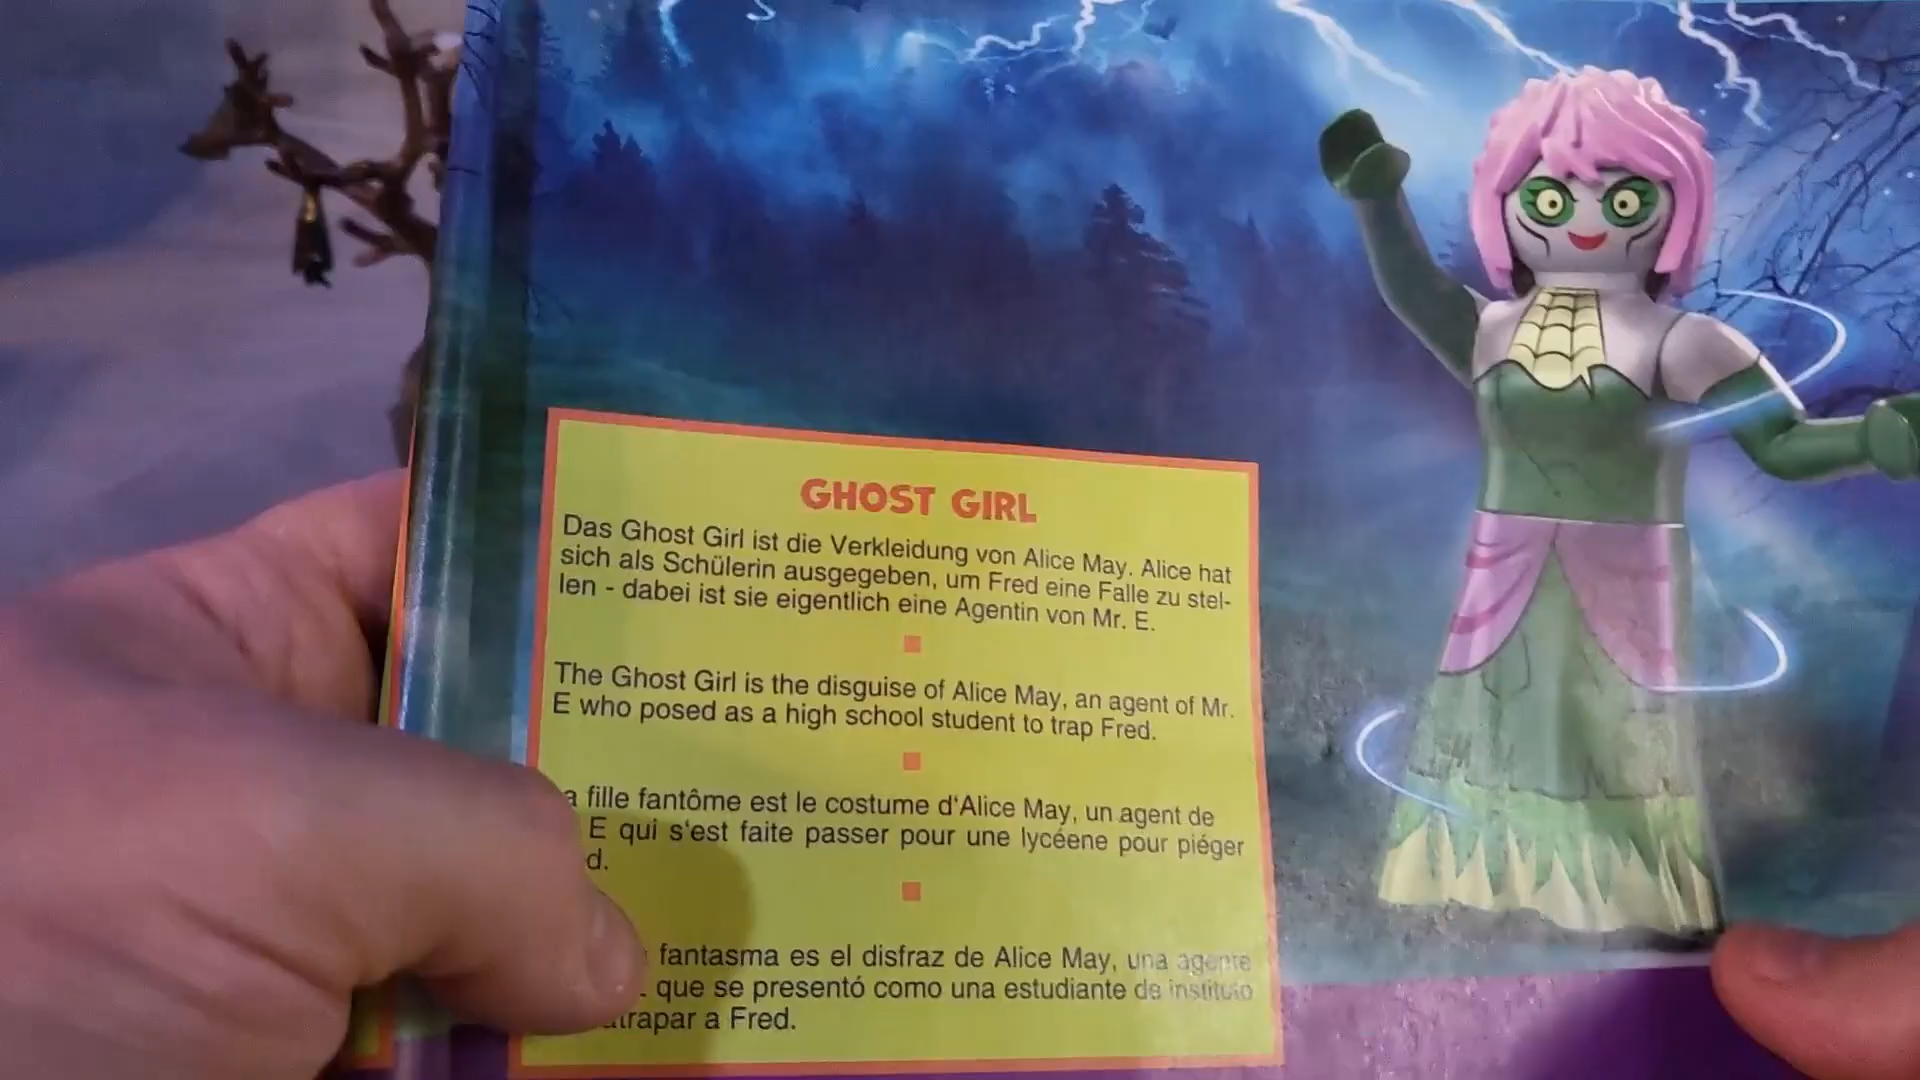 GHOST GIRL
Das Ghost Girl ist die Verkleidung von Alice May. Alice hat
sich als Schülerin ausgegeben, um Fred eine Falle zu stel-
len - dabei ist sie eigentlich eine Agentin von Mr. E.
The Ghost Girl is the disguise of Alice May, an agent of Mr.
E who posed as a high school student to trap Fred.
a fille fantôme est le costume d'Alice May, un agent de
E qui s'est faite passer pour une lycéene pour piéger
d.
fantasma es el disfraz de Alice May, una agente
que se presentó como una estudiante de instituto
atrapar a Fred.